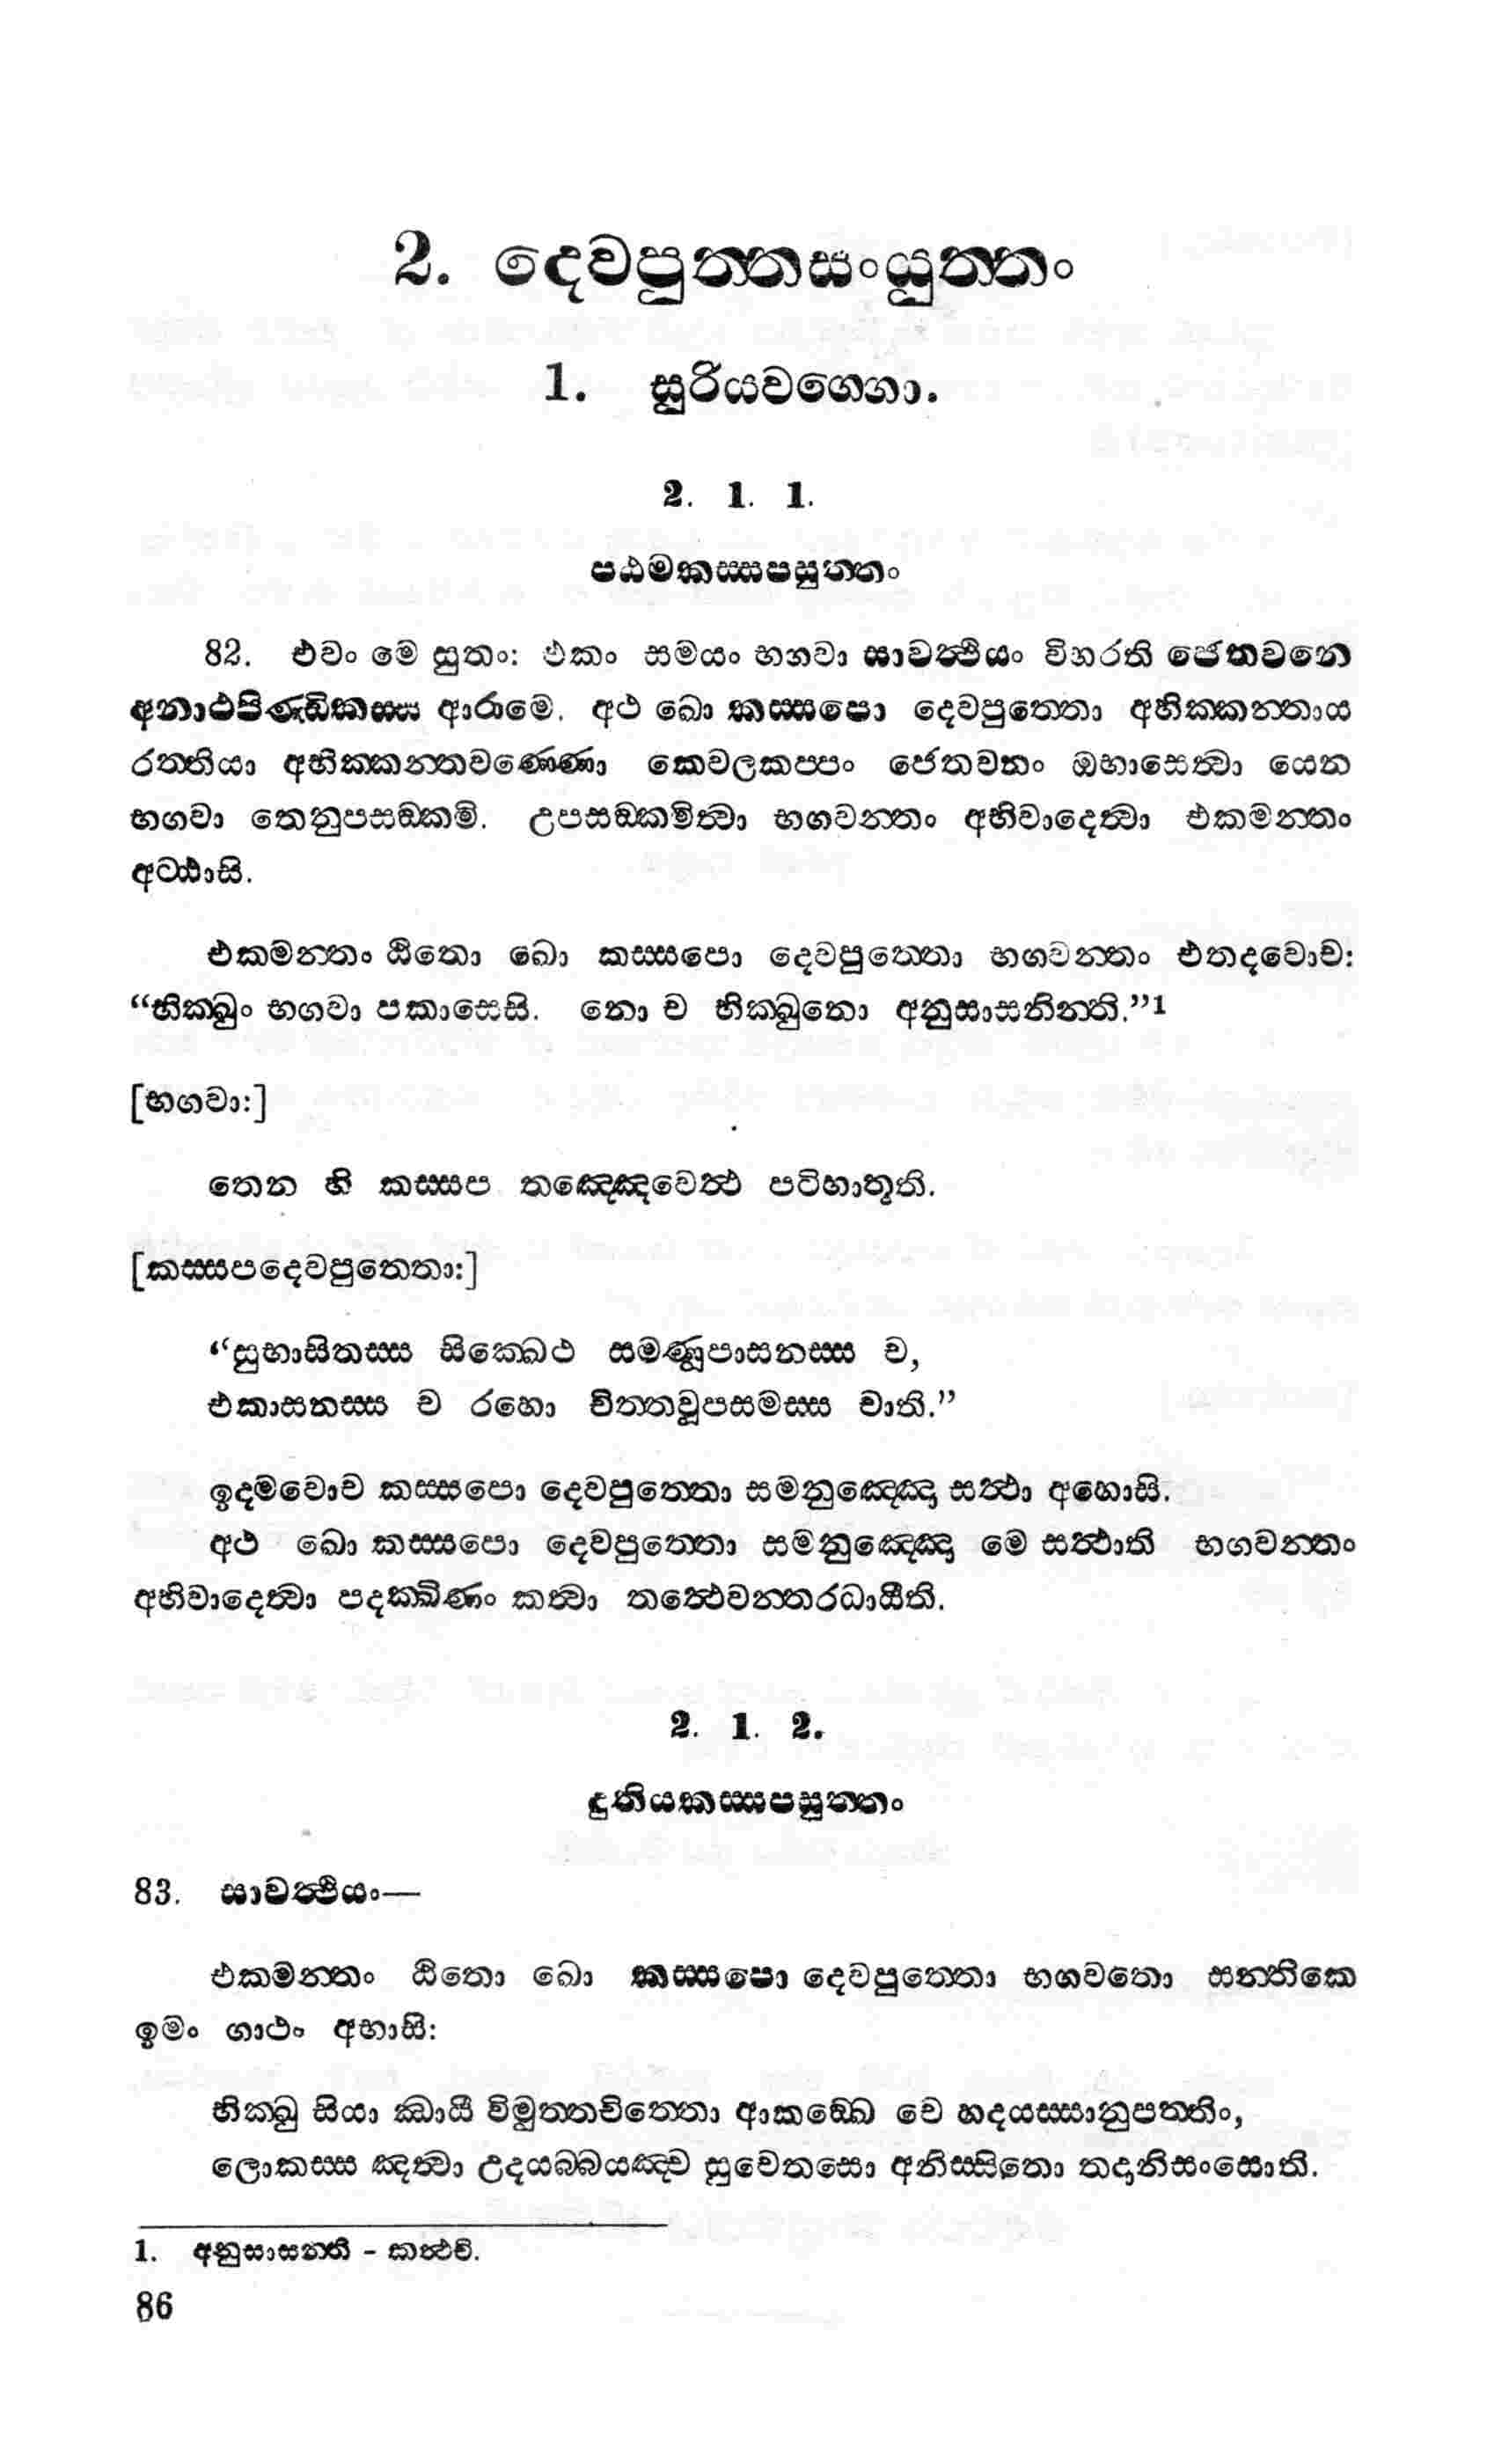 2. දෙවපුත්තසංයුත්තං
1. සුරියවග්ගො.
2. 1. 1.
පඨමකස්සපසුත්තං
82. එවං මෙ සුතං: එකං සමයං භගවා සාවත්ථියං විහරති ජෙතවනෙ
අනාථපිණ්ඩිකස්ස ආරාමෙ. අථ ඛො කස්සපො දෙවපුත්තො අභික්කන්තාය
රත්තියා අභික්කන්තවණ්ණො කෙවලකප්පං ජෙතවනං ඔභාසෙත්වා යෙන
භගවා තෙනුපසඞ්කමි. උපසඞ්කමිත්වා භගවන්තං අභිවාදෙත්වා එකමන්තං
අට්ඨාසි.
එකමන්තං ඨිතො ඛො කස්සපො දෙවපුත්තො භගවන්තං එතදවොච:
“භික්ඛුං භගවා පකාසෙසි. නො ච භික්ඛුනො අනුසාසනින්ති.”1
[භගවා:]
තෙන හි කස්සප තඤ්ඤෙවෙත්ථ පටිභාතූති.
[කස්සපදෙවපුත්තො:]
“සුභාසිතස්ස සික්ඛෙථ සමණූපාසනස්ස ච,
එකාසනස්ස ච රහො චිත්තවූපසමස්ස චාති.”
ඉදමවොච කස්සපො දෙවපුත්තො සමනුඤ්ඤො සත්ථා අහොසි.
අථ ඛො කස්සපො දෙවපුත්තො සමනුඤ්ඤො මෙ සත්ථාති භගවන්තං
අභිවාදෙත්වා පදක්ඛිණං කත්වා තත්ථෙවන්තරධායීති.
2. 1. 2.
දුතියකස්සපසුත්තං
83. සාවත්ථියං—
එකමන්තං ඨිතො ඛො කස්සපො දෙවපුත්තො භගවතො සන්තිකෙ
ඉමං ගාථං අභාසි:
භික්ඛු සියා ඣායී විමුත්තචිත්තො ආකඞ්ඛෙ වෙ හදයස්සානුපත්තිං,
ලොකස්ස ඤත්වා උදයබ්බයඤ්ච සුචෙතසො අනිස්සිතො තදානිසංසොති.
1. අනුසාසන්ති - කත්ථචි.
86